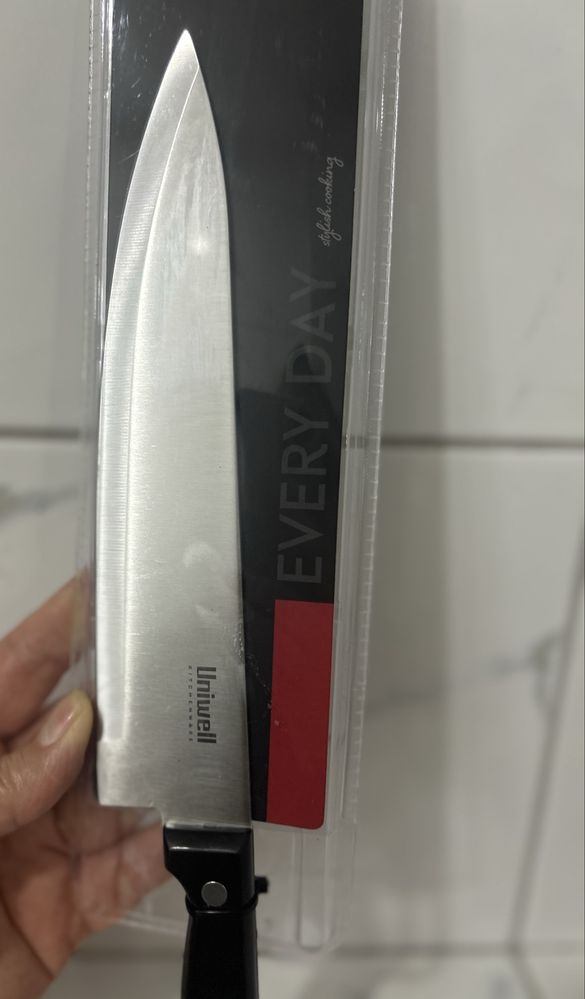 stylish cooking
EVERY DAY
Uniwell
KITCHENWARE